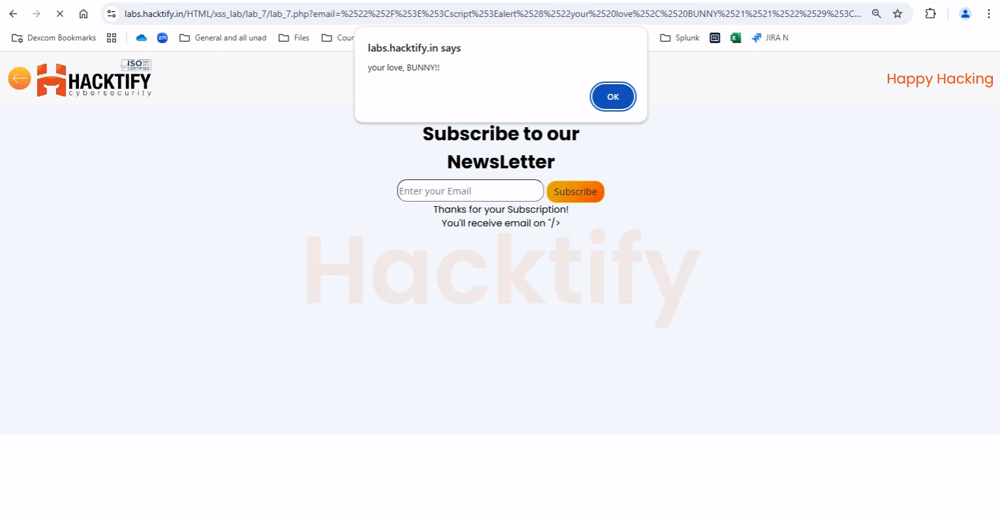 labs.hacktify.in/HTML/xss_lab/lab_7/lab_7.php?email=%2522%252F%253E%253Cscript%253Ealert%2528%2522your%2520love%252C%2520BUNNY%2521%2521%2522%2529%253C...
Dexcom Bookmarks zm General and all unad Files Cour Splunk CC X JIRA N
labs.hacktify.in says
your love, BUNNY!!
OK
ISO
CERTIFIED
HACKTIFY
cybersecurity
Happy Hacking
Subscribe to our
NewsLetter
Enter your Email Subscribe
Thanks for your Subscription!
You'll receive email on "/>
Hacktify